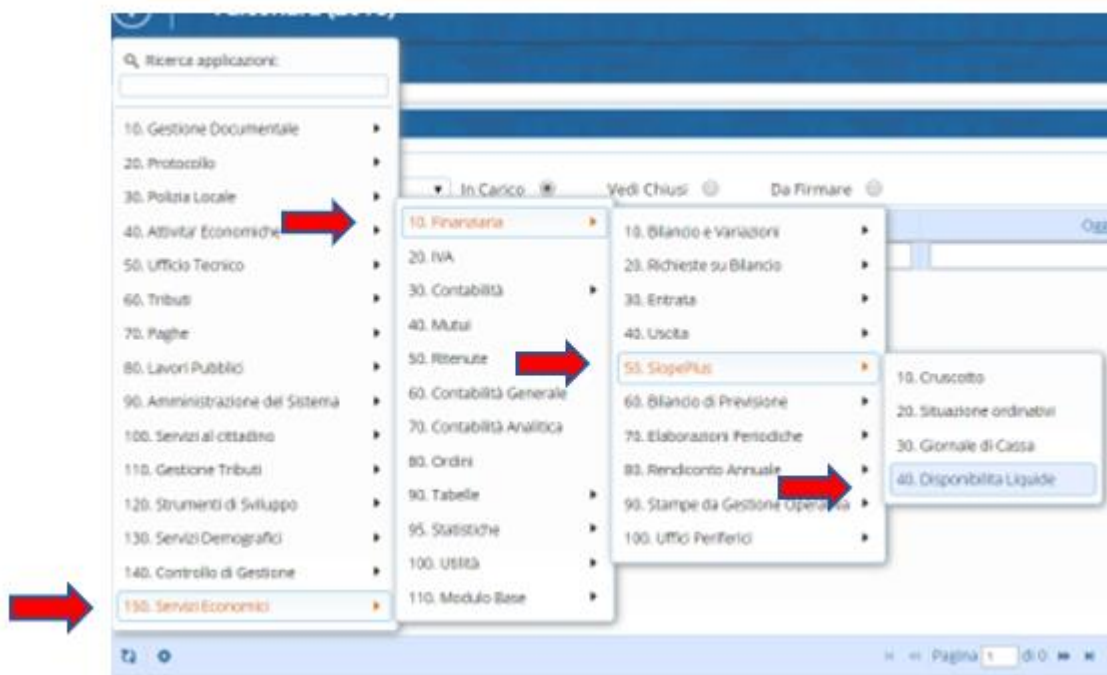 Ricerca applicazioni:
10. Gestione Documentale
20. Protocollo
30. Polizia Locale
40. Attivita' Economiche
50. Ufficio Tecnico
60. Tributi
70. Paghe
80. Lavori Pubblici
90. Amministrazione del Sistema
100. Servizi al cittadino
110. Gestione Tributi
120. Strumenti di Sviluppo
130. Servizi Demografici
140. Controllo di Gestione
150. Servizi Economici
In Carico
Vedi Chiusi
Da Firmare
10. Finanziaria
20. IVA
30. Contabilità
40. Mutui
50. Ritenute
60. Contabilità Generale
70. Contabilità Analitica
80. Ordini
90. Tabelle
95. Statistiche
100. Utilità
110. Modulo Base
10. Bilancio e Variazioni
20. Richieste su Bilancio
30. Entrata
40. Uscita
50. SiopePlus
60. Bilancio di Previsione
70. Elaborazioni Periodiche
80. Rendiconto Annuale
90. Stampe da Gestione Operativa
100. Uffici Periferici
10. Cruscotto
20. Situazione ordinativi
30. Giornale di Cassa
40. Disponibilita Liquide
Pagina 1 di 0